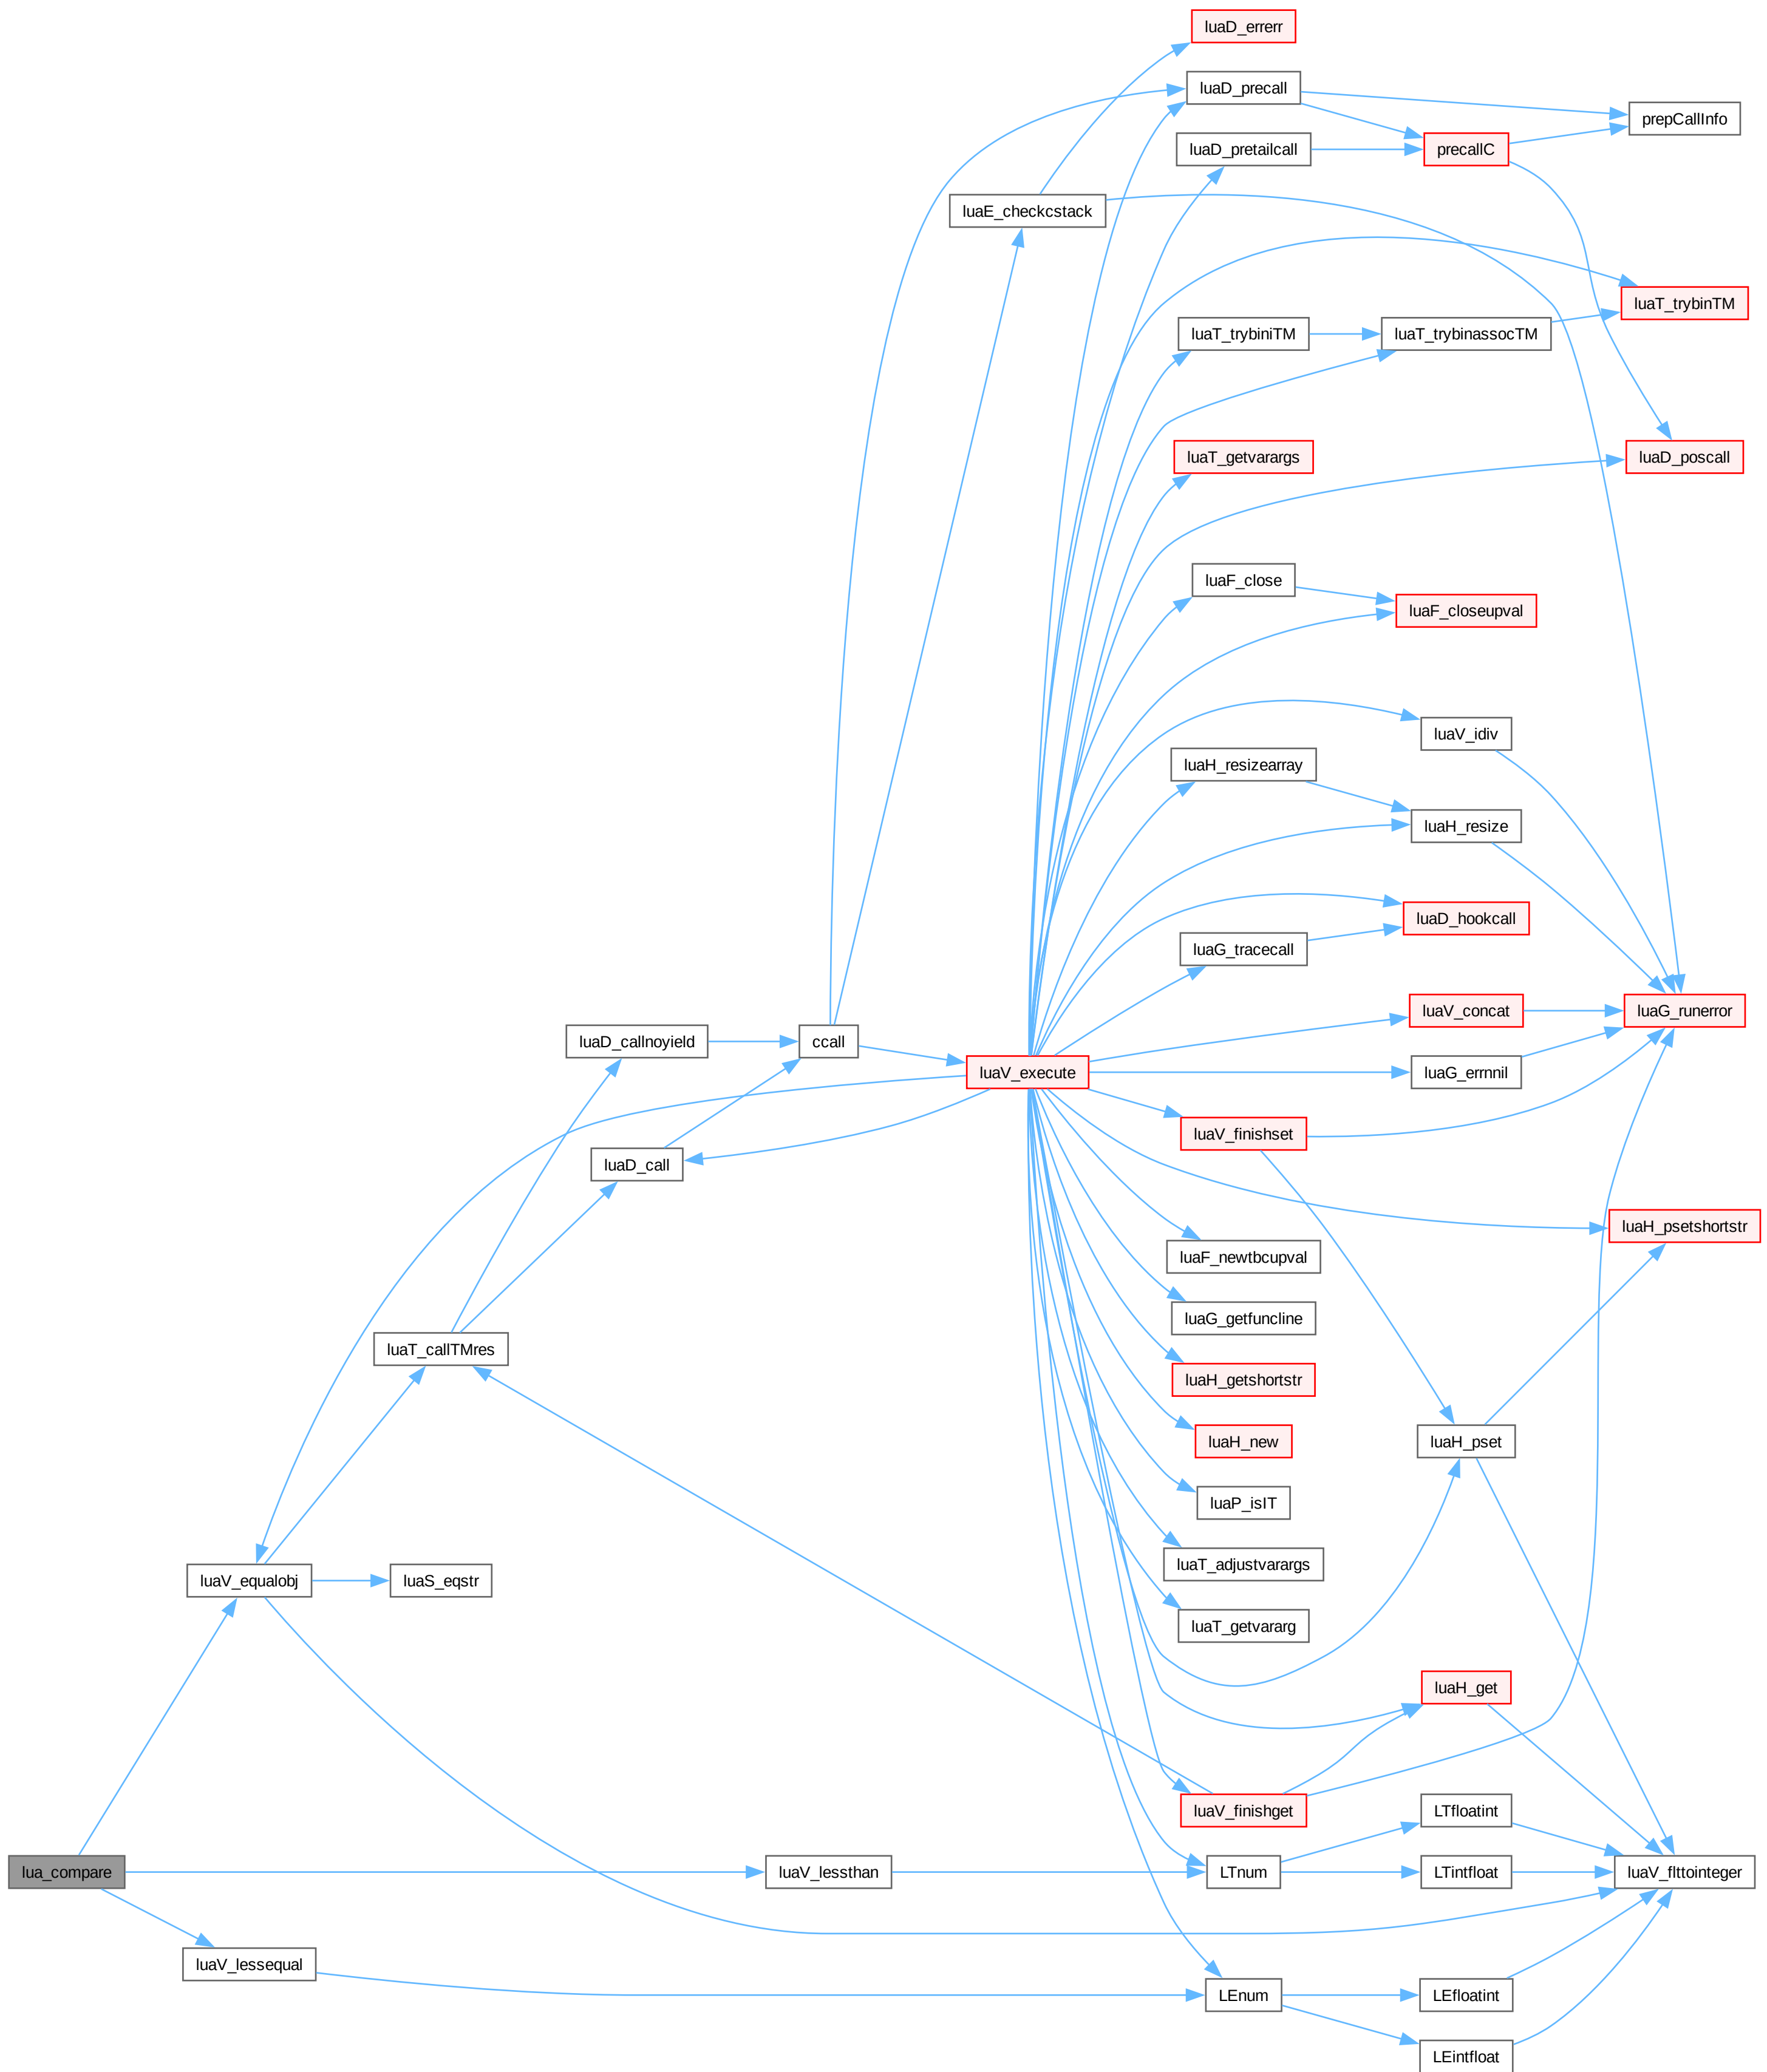 luaD_errerr
luaD_precall
prepCallInfo
luaD_pretailcall
precallC
luaE_checkcstack
luaT_trybinTM
luaT_trybiniTM
luaT_trybinassocTM
luaT_getvarargs
luaD_poscall
luaF_close
luaF_closeupval
luaV_idiv
luaH_resizearray
luaH_resize
luaD_hookcall
luaG_tracecall
luaV_concat
luaG_runerror
luaD_callnoyield
ccall
luaV_execute
luaG_errnnil
luaV_finishset
luaD_call
luaH_psetshortstr
luaF_newtbcupval
luaG_getfuncline
luaT_callTMres
luaH_getshortstr
luaH_new
luaH_pset
luaP_isIT
luaT_adjustvarargs
luaV_equalobj
luaS_eqstr
luaT_getvararg
luaH_get
luaV_finishget
LTfloatint
lua_compare
luaV_lessthan
LTnum
LTintfloat
luaV_flttointeger
luaV_lessequal
LEnum
LEfloatint
LEintfloat